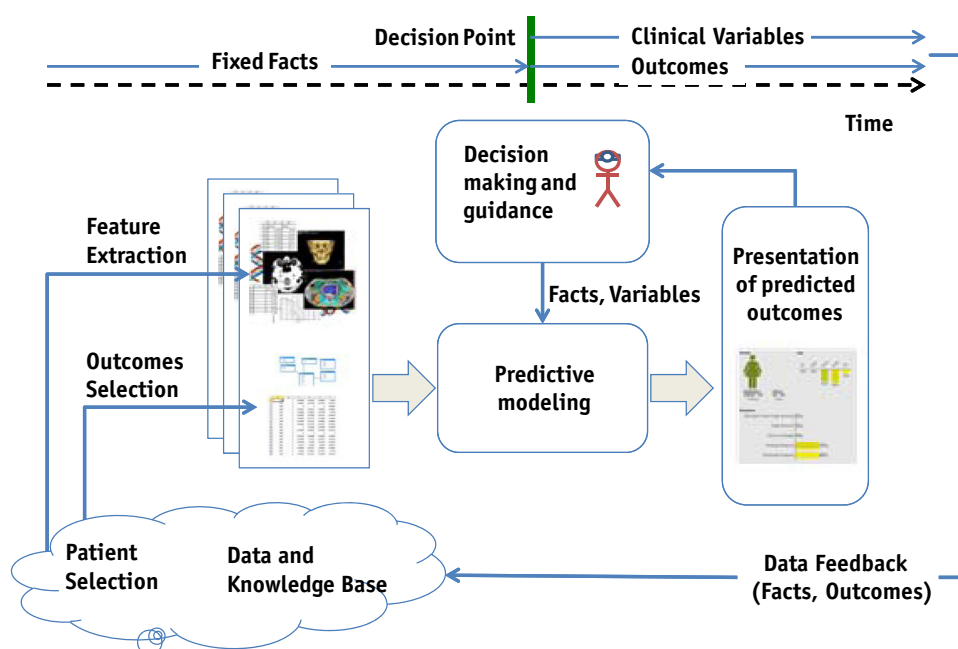 Decision Point
Clinical Variables
Fixed Facts
Outcomes
Time
Decision
making and
guidance
Feature
Extraction
Presentation
of predicted
outcomes
Facts, Variables
Outcomes
Selection
Predictive
modeling
Patient
Selection
Data and
Knowledge Base
Data Feedback
(Facts, Outcomes)